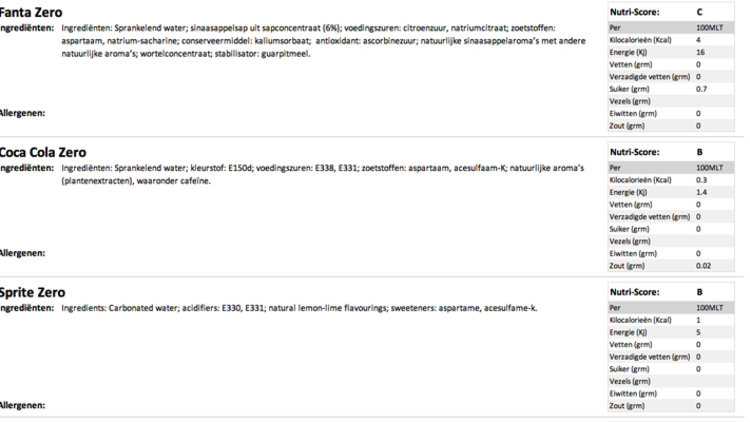 Fanta Zero
Ingrediënten: Ingrediënten: Sprankelend water; sinaasappelsap uit sapconcentraat (6%); voedingszuren: citroenzuur, natriumcitraat; zoetstoffen:
aspartaam, natrium-sacharine; conserveermiddel: kaliumsorbaat; antioxidant: ascorbinezuur; natuurlijke sinaasappelaroma's met andere
natuurlijke aroma's; wortelconcentraat; stabilisator: guarpitmeel.
Allergenen:
Nutri-Score: C
Per 100MLT
Kilocalorieën (Kcal) 4
Energie (Kj) 16
Vetten (grm) 0
Verzadigde vetten (grm) 0
Suiker (grm) 0.7
Vezels (grm)
Eiwitten (grm) 0
Zout (grm) 0
Coca Cola Zero
ngrediënten: Ingrediënten: Sprankelend water; kleurstof: E150d; voedingszuren: E338, E331; zoetstoffen: aspartaam, acesulfaam-K; natuurlijke aroma's
(plantenextracten), waaronder cafeïne.
Allergenen:
Nutri-Score: B
Per 100MLT
Kilocalorieën (Kcal) 0.3
Energie (Kj) 1.4
Vetten (grm) 0
Verzadigde vetten (grm) 0
Suiker (grm) 0
Vezels (grm)
Eiwitten (grm) 0
Zout (grm) 0.02
Sprite Zero
ngrediënten: Ingredients: Carbonated water; acidifiers: E330, E331; natural lemon-lime flavourings; sweeteners: aspartame, acesulfame-k.
Allergenen:
Nutri-Score: B
Per 100MLT
Kilocalorieën (Kcal) 1
Energie (Kj) 5
Vetten (grm) 0
Verzadigde vetten (grm) 0
Suiker (grm) 0
Vezels (grm)
Eiwitten (grm) 0
Zout (grm) 0